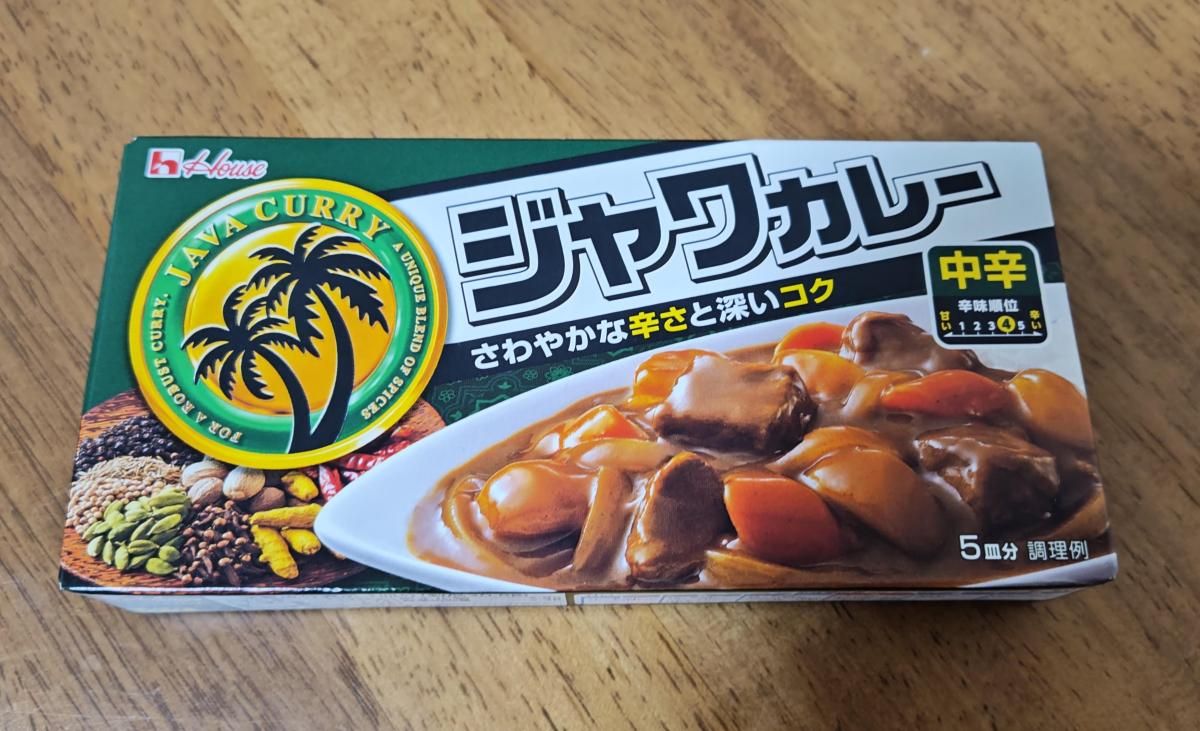 House
JAVA CURRY
A UNIQUE BLEND OF SPICES
FOR A ROBUST CURRY.
ジャワカレー
さわやかな辛さと深いコク
中辛
辛味順位
甘い 1 2 3 4 5 辛い
5皿分 調理例